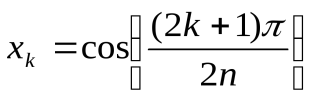 x_k = cos[(2k + 1)π / 2n]